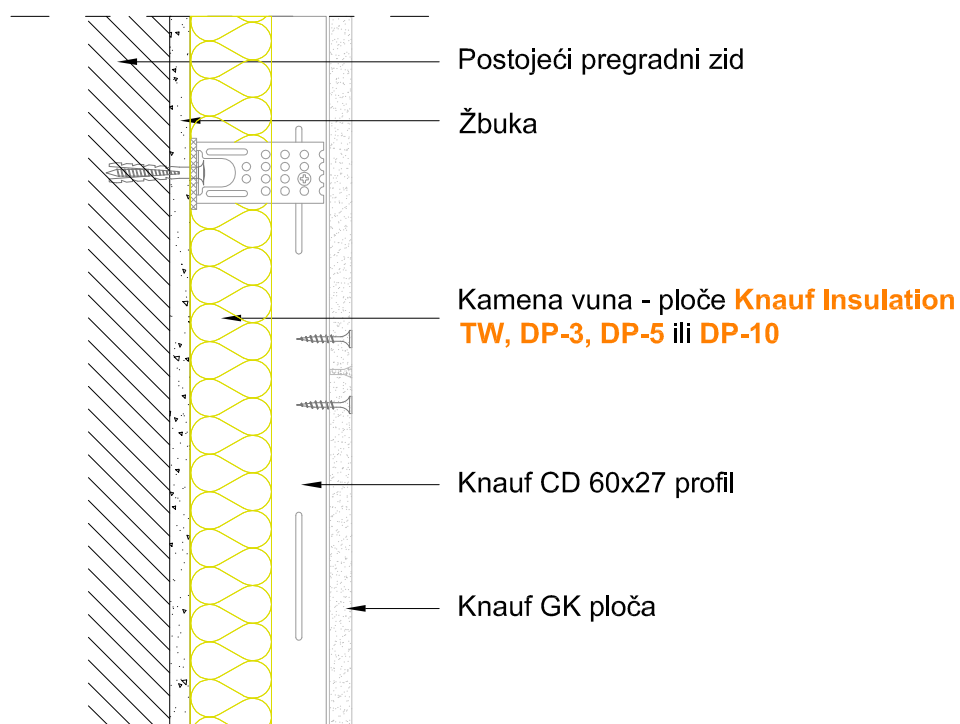 Postojeći pregradni zid
Žbuka
Kamena vuna - ploče Knauf Insulation
TW, DP-3, DP-5 ili DP-10
Knauf CD 60x27 profil
Knauf GK ploča